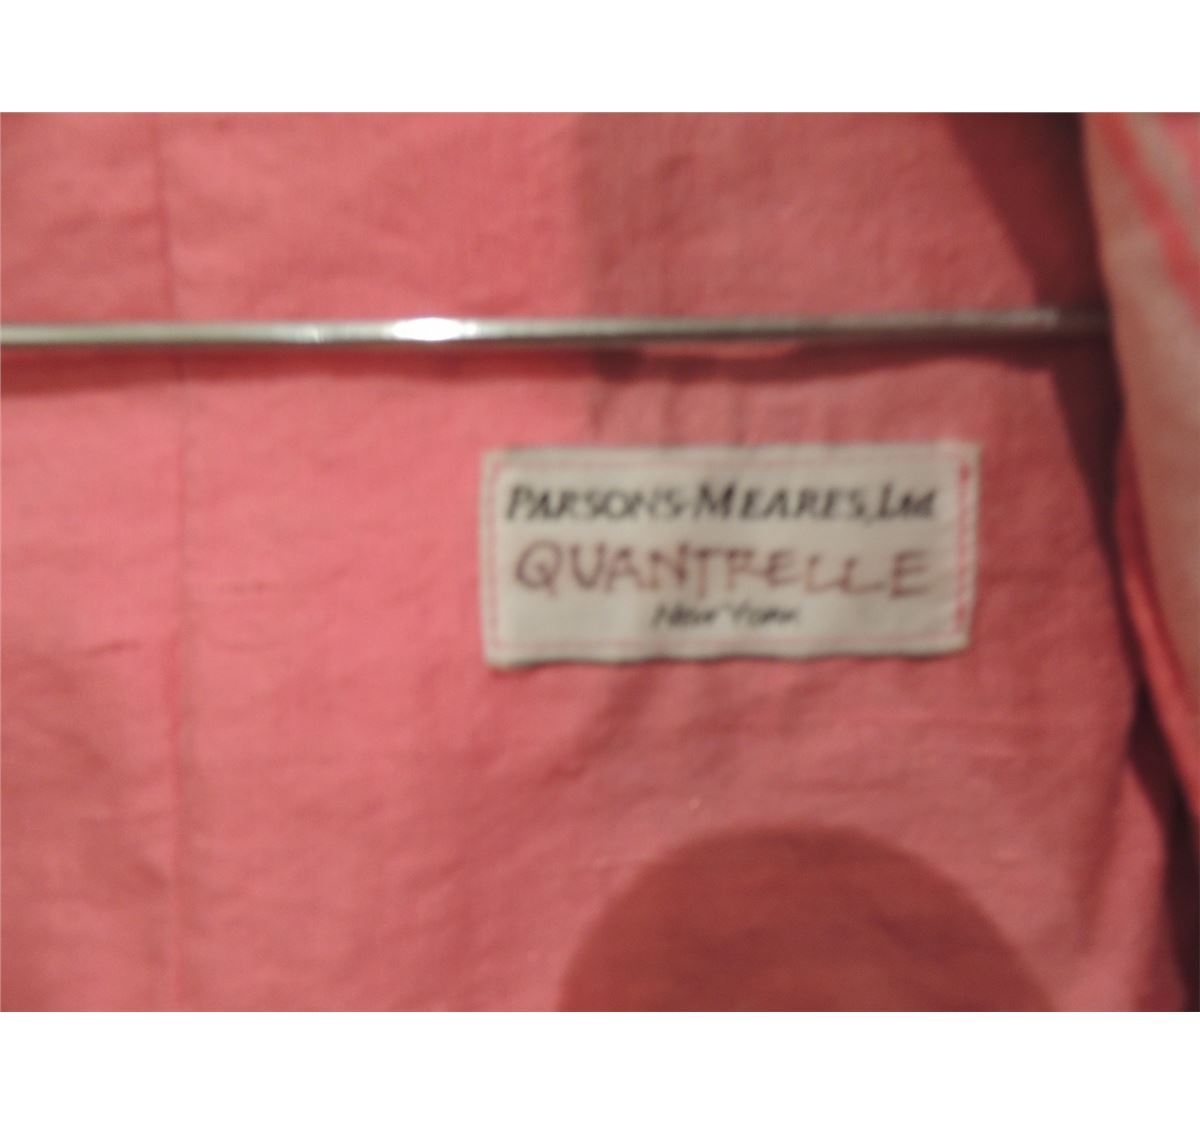 PARSONS-MEARES, Ltd.
QUANTRELLE
New York